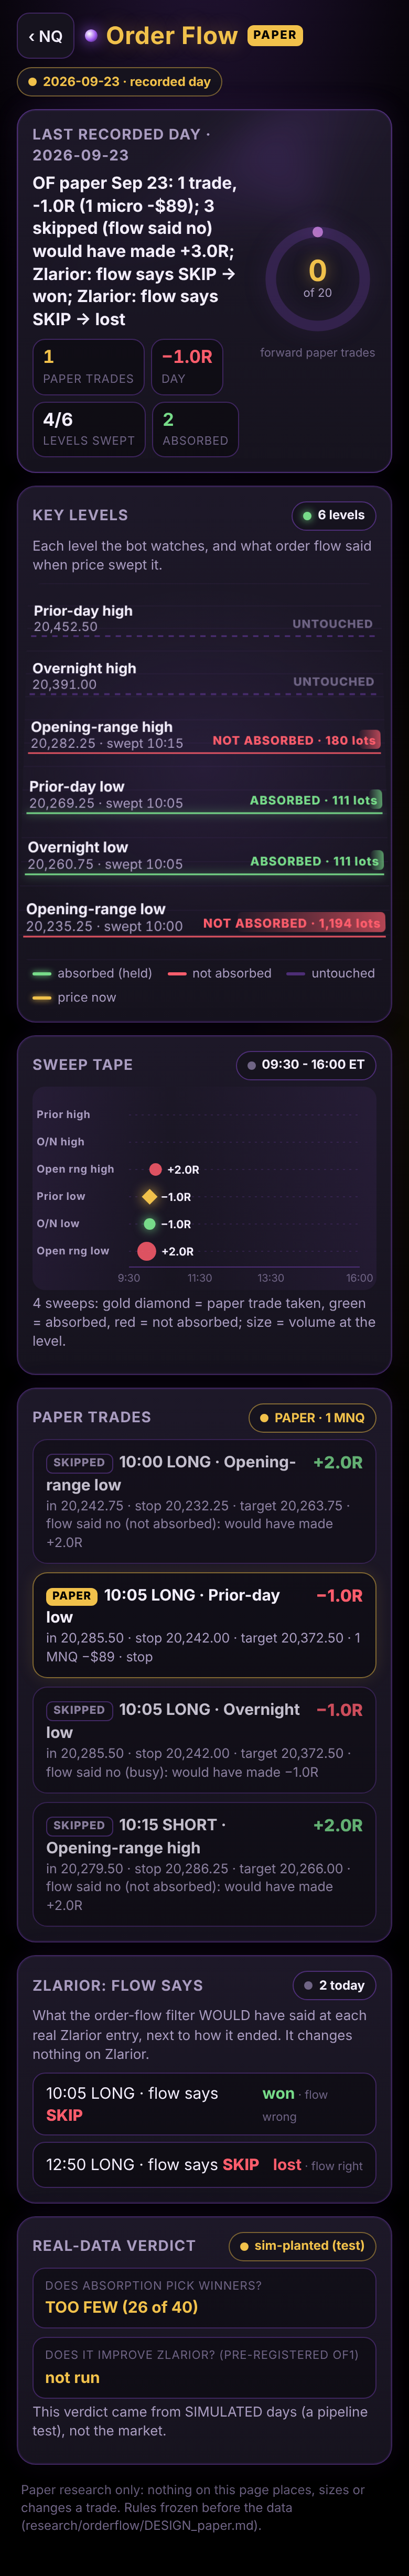 ‹ NQ
Order Flow
PAPER
2026-09-23 · recorded day
LAST RECORDED DAY ·
2026-09-23
OF paper Sep 23: 1 trade,
-1.0R (1 micro -$89); 3
skipped (flow said no)
would have made +3.0R;
Zlarior: flow says SKIP →
won; Zlarior: flow says
SKIP → lost
0
of 20
forward paper trades
1
PAPER TRADES
−1.0R
DAY
4/6
LEVELS SWEPT
2
ABSORBED
KEY LEVELS
6 levels
Each level the bot watches, and what order flow said
when price swept it.
Prior-day high
20,452.50
UNTOUCHED
Overnight high
20,391.00
UNTOUCHED
Opening-range high
20,282.25 · swept 10:15
NOT ABSORBED · 180 lots
Prior-day low
20,269.25 · swept 10:05
ABSORBED · 111 lots
Overnight low
20,260.75 · swept 10:05
ABSORBED · 111 lots
Opening-range low
20,235.25 · swept 10:00
NOT ABSORBED · 1,194 lots
absorbed (held)
not absorbed
untouched
price now
SWEEP TAPE
09:30 - 16:00 ET
Prior high
O/N high
Open rng high
+2.0R
Prior low
−1.0R
O/N low
−1.0R
Open rng low
+2.0R
9:30
11:30
13:30
16:00
4 sweeps: gold diamond = paper trade taken, green
= absorbed, red = not absorbed; size = volume at the
level.
PAPER TRADES
PAPER · 1 MNQ
SKIPPED 10:00 LONG · Opening-
range low
+2.0R
in 20,242.75 · stop 20,232.25 · target 20,263.75 ·
flow said no (not absorbed): would have made
+2.0R
PAPER 10:05 LONG · Prior-day
low
−1.0R
in 20,285.50 · stop 20,242.00 · target 20,372.50 · 1
MNQ −$89 · stop
SKIPPED 10:05 LONG · Overnight
low
−1.0R
in 20,285.50 · stop 20,242.00 · target 20,372.50 ·
flow said no (busy): would have made −1.0R
SKIPPED 10:15 SHORT ·
Opening-range high
+2.0R
in 20,279.50 · stop 20,286.25 · target 20,266.00 ·
flow said no (not absorbed): would have made
+2.0R
ZLARIOR: FLOW SAYS
2 today
What the order-flow filter WOULD have said at each
real Zlarior entry, next to how it ended. It changes
nothing on Zlarior.
10:05 LONG · flow says
SKIP
won · flow
wrong
12:50 LONG · flow says SKIP
lost · flow right
REAL-DATA VERDICT
sim-planted (test)
DOES ABSORPTION PICK WINNERS?
TOO FEW (26 of 40)
DOES IT IMPROVE ZLARIOR? (PRE-REGISTERED OF1)
not run
This verdict came from SIMULATED days (a pipeline
test), not the market.
Paper research only: nothing on this page places, sizes or
changes a trade. Rules frozen before the data
(research/orderflow/DESIGN_paper.md).